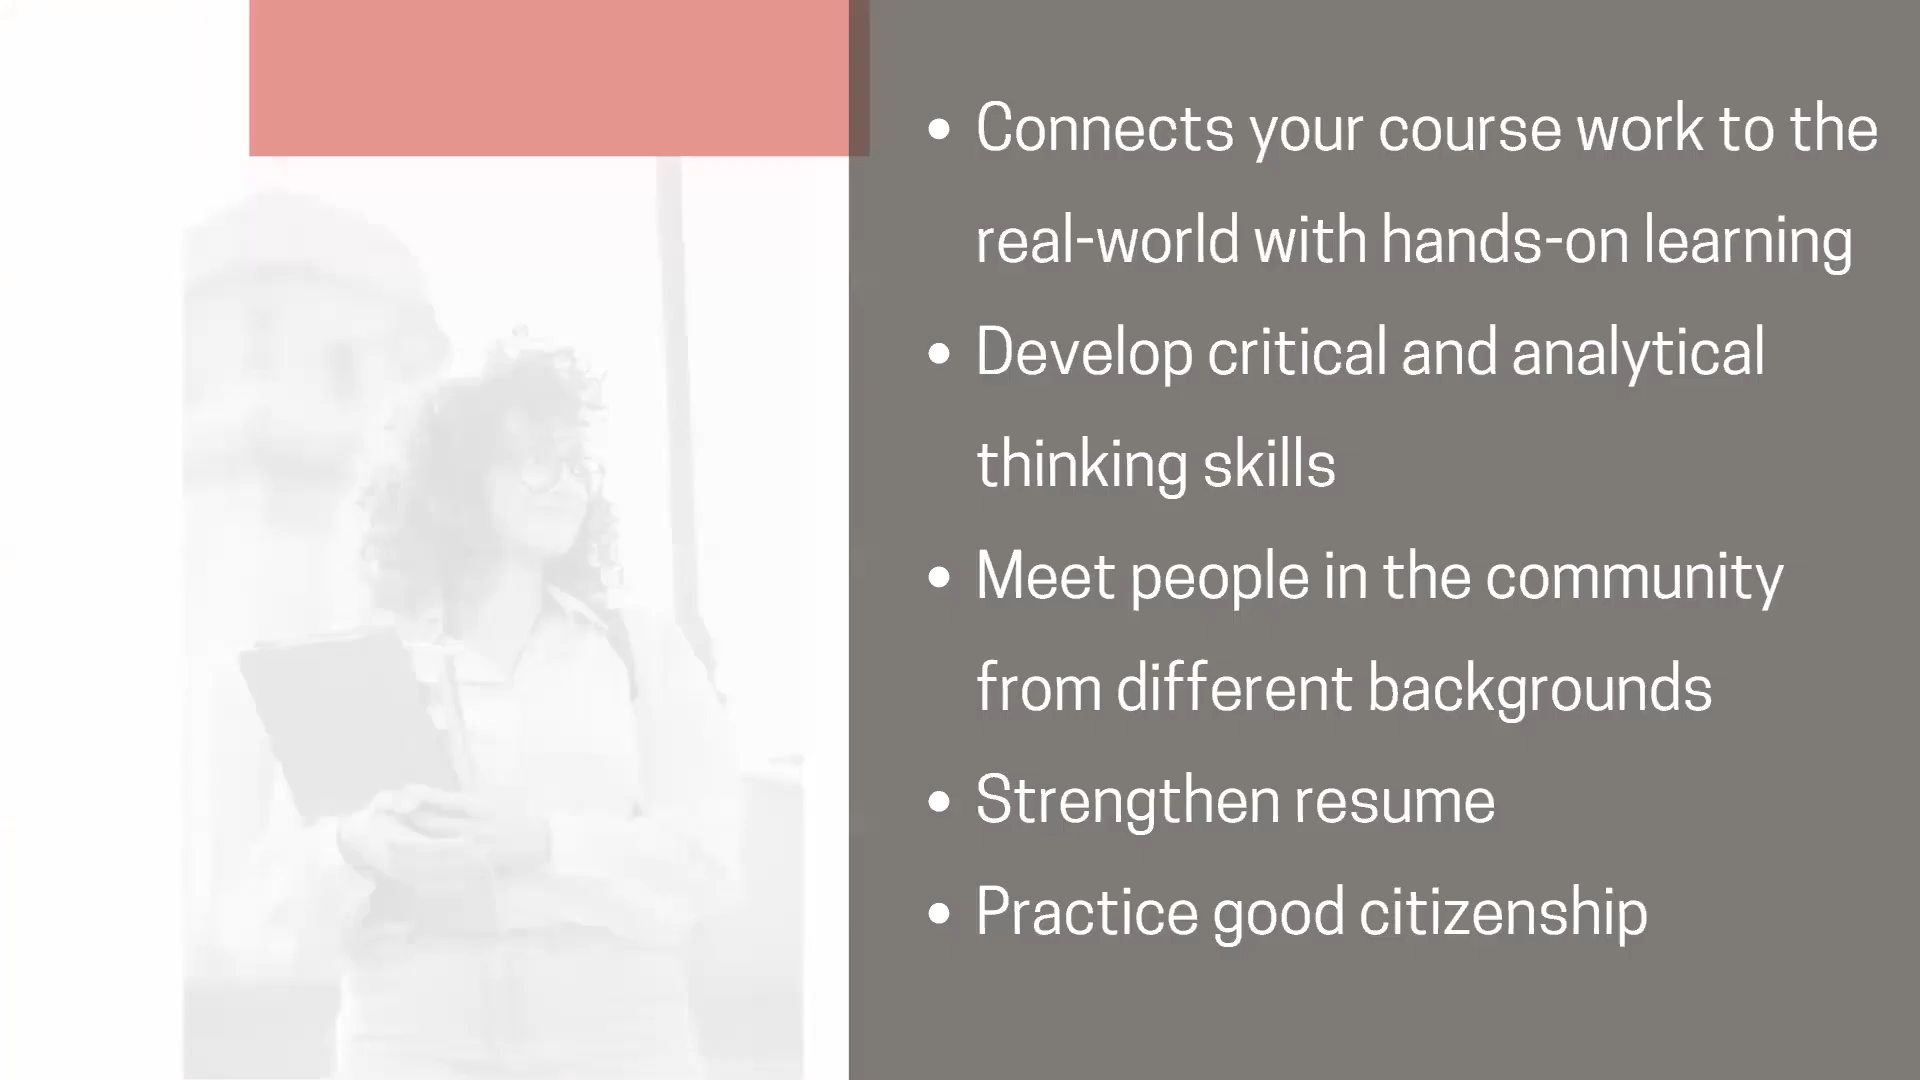 • Connects your course work to the
real-world with hands-on learning
• Develop critical and analytical
thinking skills
• Meet people in the community
from different backgrounds
• Strengthen resume
• Practice good citizenship